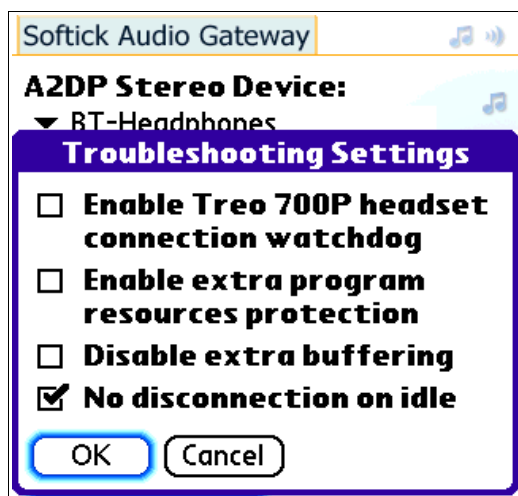 Softick Audio Gateway
A2DP Stereo Device:
BT-Headphones
Troubleshooting Settings
Enable Treo 700P headset
connection watchdog
Enable extra program
resources protection
Disable extra buffering
No disconnection on idle
OK Cancel